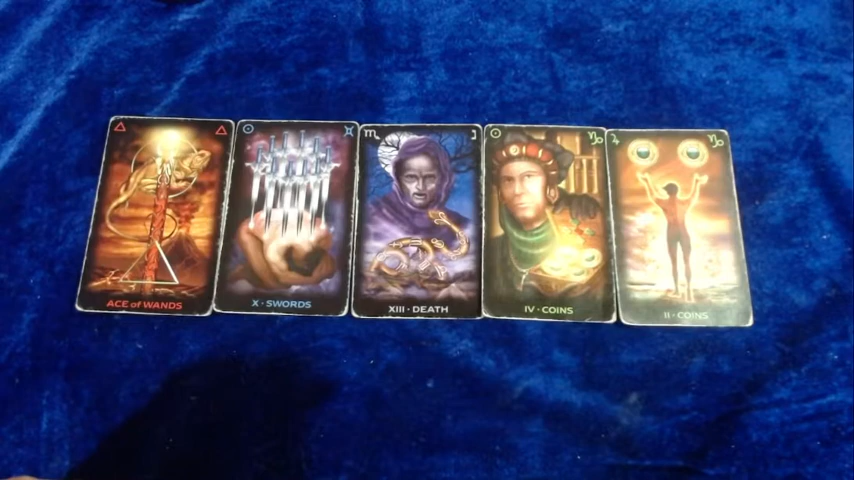 ACE of WANDS
X • SWORDS
XIII • DEATH
IV • COINS
II • COINS